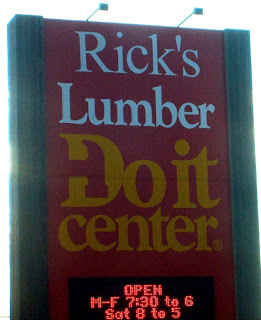 Rick's
Lumber
Do it
center®
OPEN
M-F 7:30 to 6
Sat 8 to 5